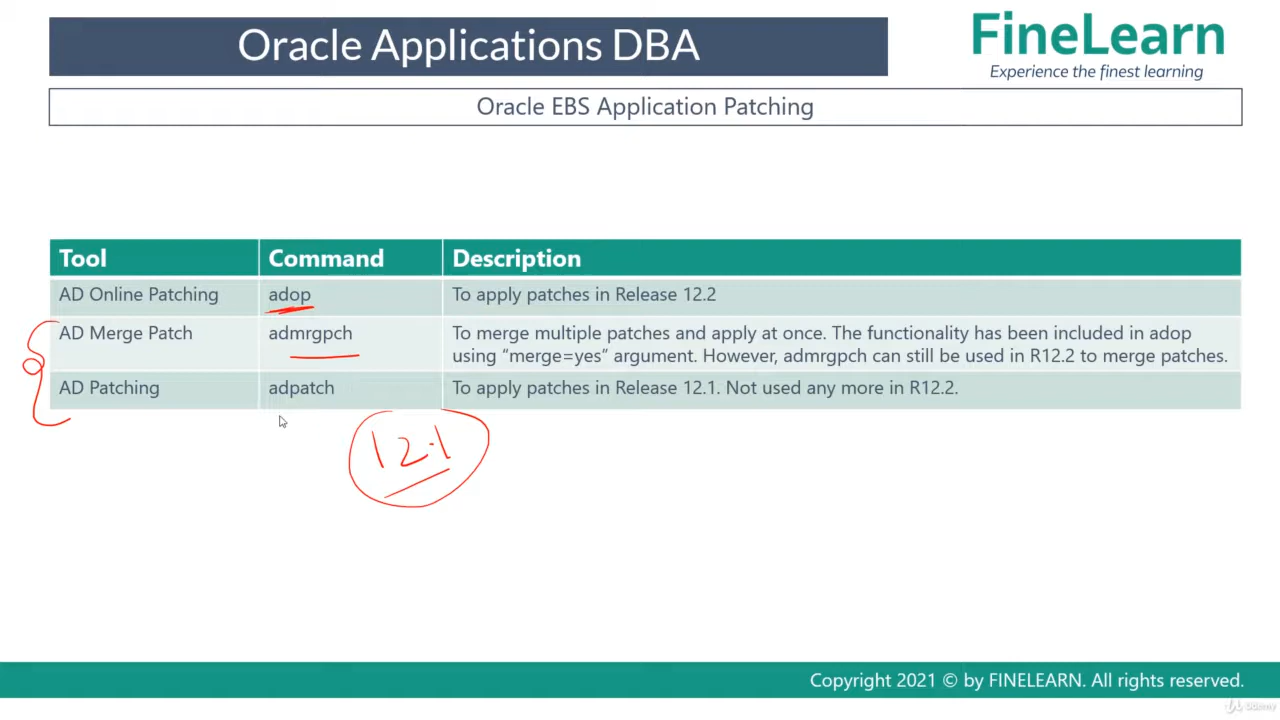 Oracle Applications DBA
FineLearn
Experience the finest learning
Oracle EBS Application Patching
Tool Command Description
AD Online Patching adop To apply patches in Release 12.2
AD Merge Patch admrgpch To merge multiple patches and apply at once. The functionality has been included in adop
using “merge=yes” argument. However, admrgpch can still be used in R12.2 to merge patches.
AD Patching adpatch To apply patches in Release 12.1. Not used any more in R12.2.
12.1
Copyright 2021 © by FINELEARN. All rights reserved.
Udemy